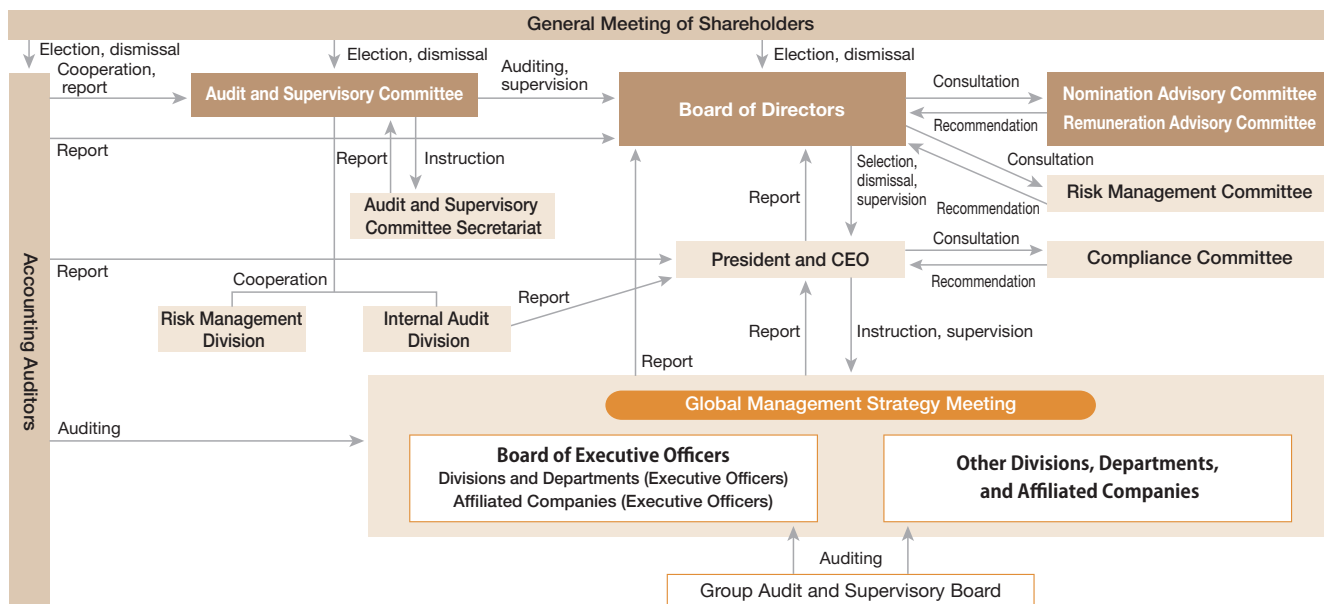 General Meeting of Shareholders
Election, dismissal
Election, dismissal
Election, dismissal
Cooperation,
report
Audit and Supervisory Committee
Auditing,
supervision
Board of Directors
Consultation
Recommendation
Nomination Advisory Committee
Remuneration Advisory Committee
Report
Report
Instruction
Selection,
dismissal,
supervision
Consultation
Recommendation
Risk Management Committee
Audit and Supervisory
Committee Secretariat
Report
Accounting Auditors
Report
President and CEO
Consultation
Recommendation
Compliance Committee
Cooperation
Risk Management
Division
Internal Audit
Division
Report
Report
Report
Instruction, supervision
Global Management Strategy Meeting
Auditing
Board of Executive Officers
Divisions and Departments (Executive Officers)
Affiliated Companies (Executive Officers)
Other Divisions, Departments,
and Affiliated Companies
Auditing
Group Audit and Supervisory Board